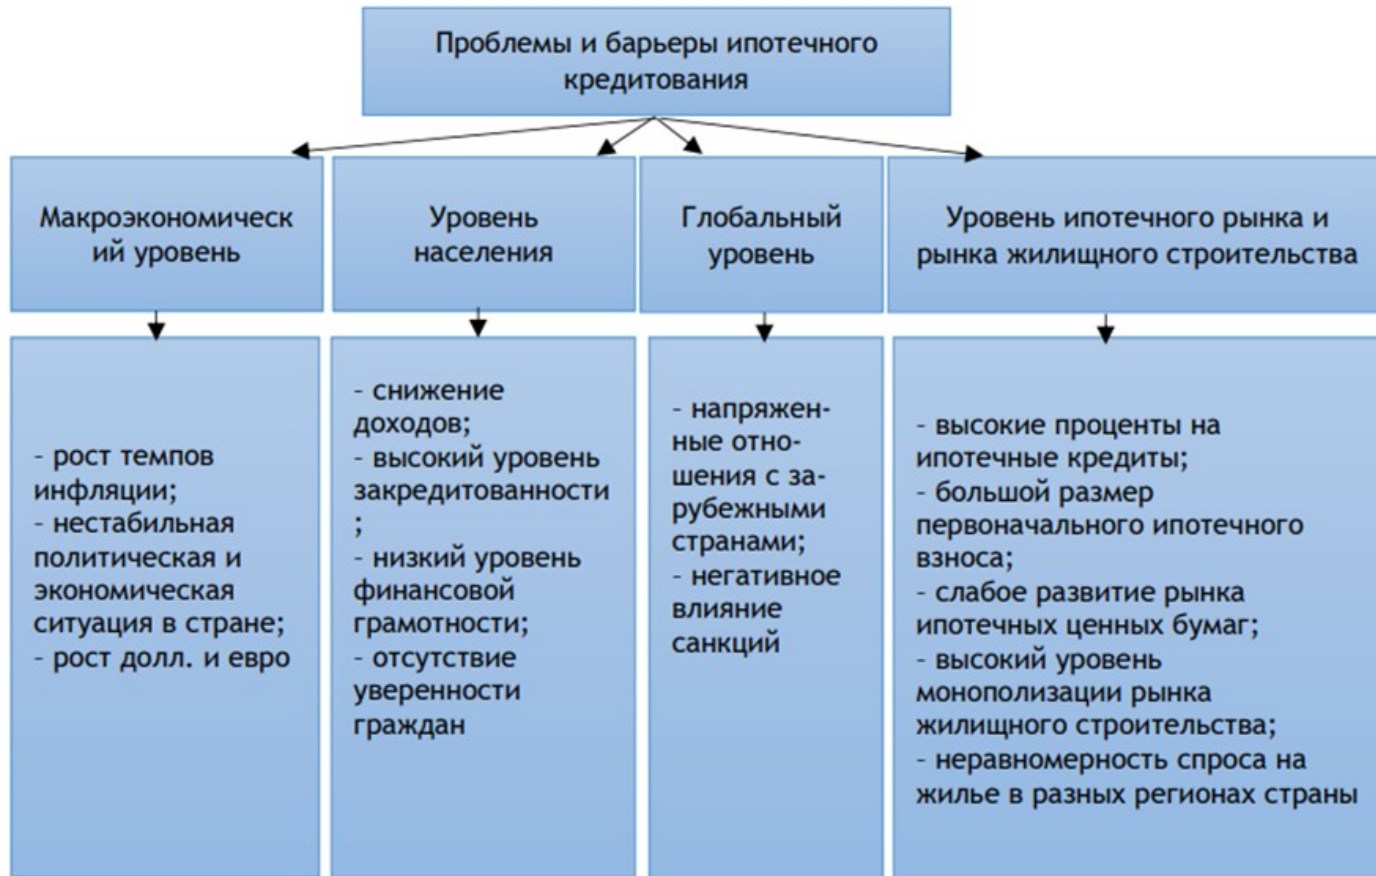 Проблемы и барьеры ипотечного
кредитования
Макроэкономическ
ий уровень
Уровень
населения
Глобальный
уровень
Уровень ипотечного рынка и
рынка жилищного строительства
- рост темпов
инфляции;
- нестабильная
политическая и
экономическая
ситуация в стране;
- рост долл. и евро
- снижение
доходов;
- высокий уровень
закредитованности
;
- низкий уровень
финансовой
грамотности;
- отсутствие
уверенности
граждан
- напряжен-
ные отно-
шения с за-
рубежными
странами;
- негативное
влияние
санкций
- высокие проценты на
ипотечные кредиты;
- большой размер
первоначального ипотечного
взноса;
- слабое развитие рынка
ипотечных ценных бумаг;
- высокий уровень
монополизации рынка
жилищного строительства;
- неравномерность спроса на
жилье в разных регионах страны